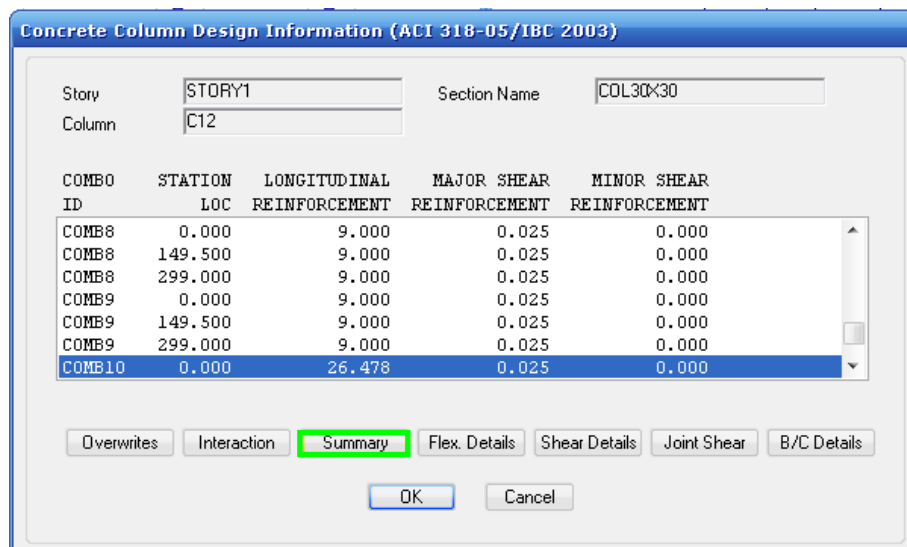 Concrete Column Design Information (ACI 318-05/IBC 2003)
Story STORY1 Section Name COL30X30
Column C12
COMBO STATION LONGITUDINAL MAJOR SHEAR MINOR SHEAR
ID LOC REINFORCEMENT REINFORCEMENT REINFORCEMENT
COMB8 0.000 9.000 0.025 0.000
COMB8 149.500 9.000 0.025 0.000
COMB8 299.000 9.000 0.025 0.000
COMB9 0.000 9.000 0.025 0.000
COMB9 149.500 9.000 0.025 0.000
COMB9 299.000 9.000 0.025 0.000
COMB10 0.000 26.478 0.025 0.000
Overwrites Interaction Summary Flex. Details Shear Details Joint Shear B/C Details
OK Cancel